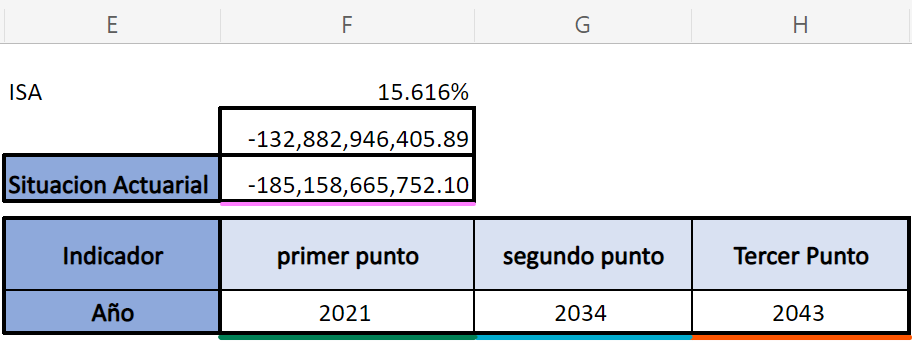 E F G H
ISA 15.616%
-132,882,946,405.89
Situacion Actuarial -185,158,665,752.10
Indicador primer punto segundo punto Tercer Punto
Año 2021 2034 2043